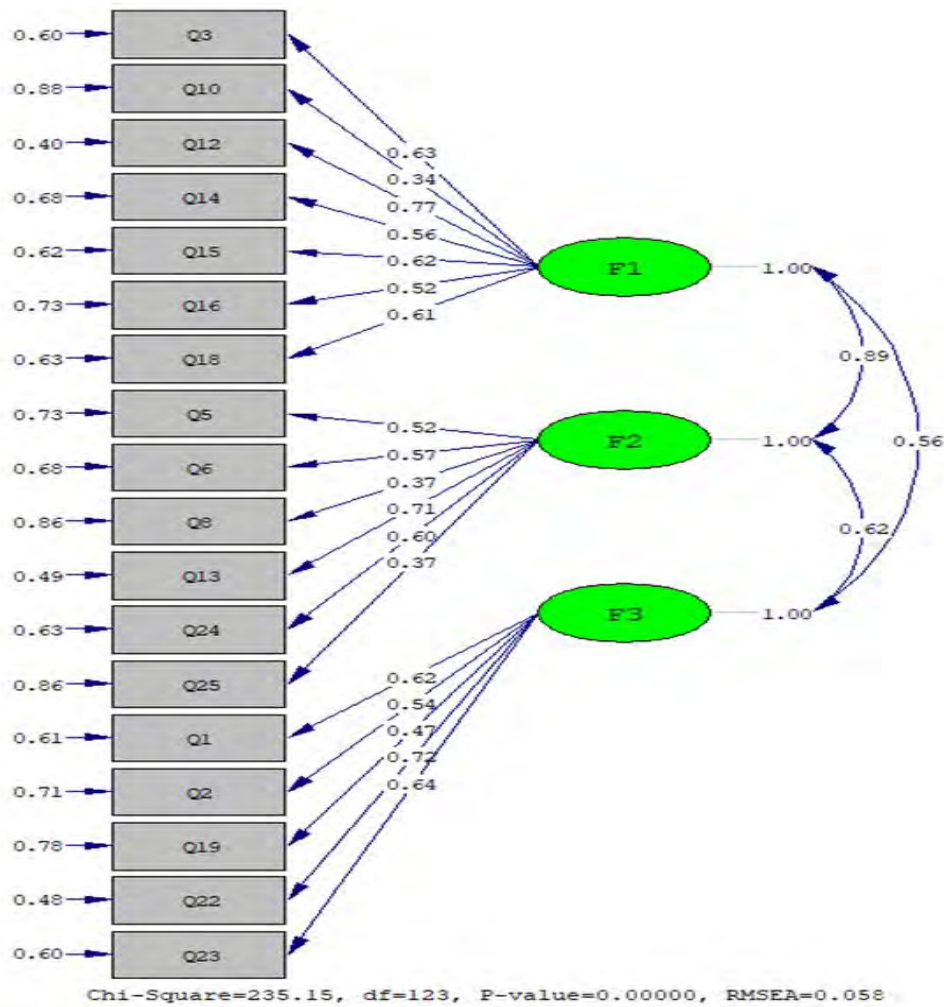 0.60 Q3
0.88 Q10
0.40 Q12
0.63
0.34
0.77
0.68 Q14
0.56
0.62 Q15
0.62
F1 1.00
0.52
0.73 Q16
0.61
0.63 Q18
0.89
0.73 Q5
0.52
F2 1.00 0.56
0.57
0.68 Q6
0.37
0.71
0.86 Q8
0.60
0.62
0.37
0.49 Q13
F3 1.00
0.63 Q24
0.86 Q25
0.62
0.54
0.47
0.61 Q1
0.72
0.64
0.71 Q2
0.78 Q19
0.48 Q22
0.60 Q23
Chi-Square=235.15, df=123, P-value=0.00000, RMSEA=0.058